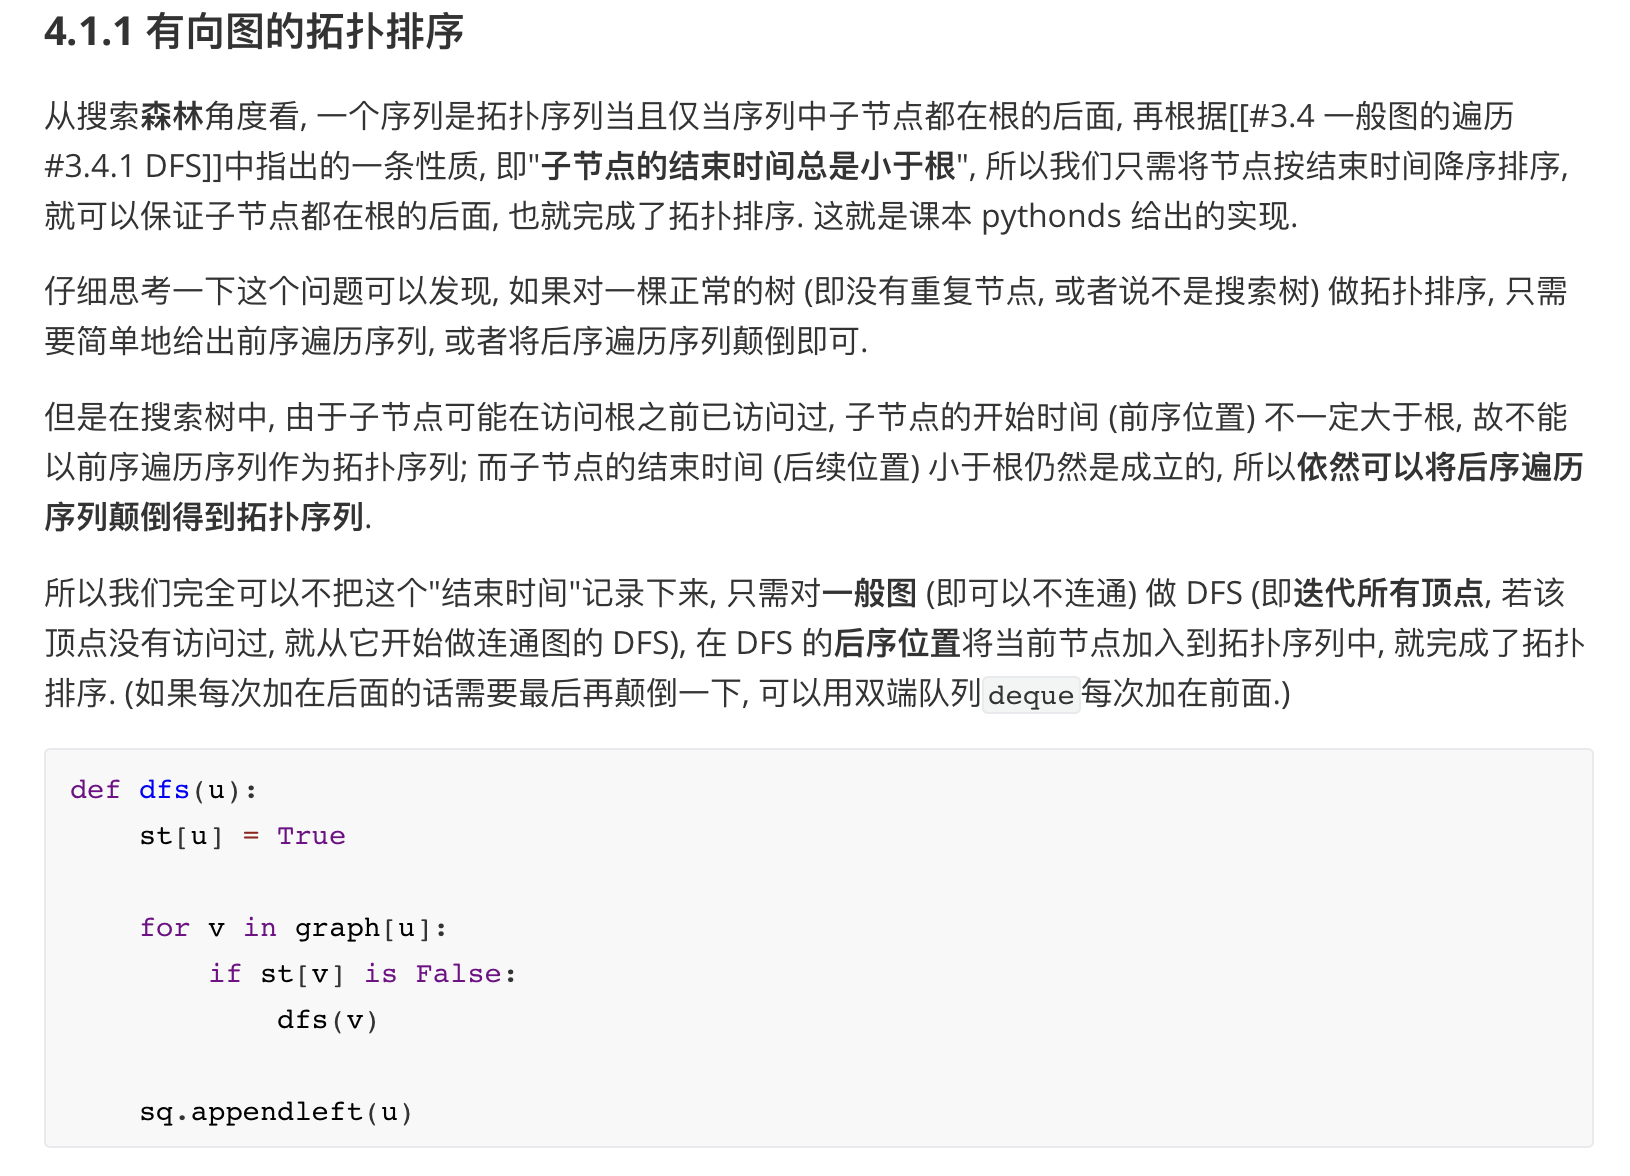 4.1.1 有向图的拓扑排序
从搜索森林角度看, 一个序列是拓扑序列当且仅当序列中子节点都在根的后面, 再根据[[#3.4 一般图的遍历
#3.4.1 DFS]]中指出的一条性质, 即"子节点的结束时间总是小于根", 所以我们只需将节点按结束时间降序排序,
就可以保证子节点都在根的后面, 也就完成了拓扑排序. 这就是课本 pythonds 给出的实现.
仔细思考一下这个问题可以发现, 如果对一棵正常的树 (即没有重复节点, 或者说不是搜索树) 做拓扑排序, 只需
要简单地给出前序遍历序列, 或者将后序遍历序列颠倒即可.
但是在搜索树中, 由于子节点可能在访问根之前已访问过, 子节点的开始时间 (前序位置) 不一定大于根, 故不能
以前序遍历序列作为拓扑序列; 而子节点的结束时间 (后续位置) 小于根仍然是成立的, 所以依然可以将后序遍历
序列颠倒得到拓扑序列.
所以我们完全可以不把这个"结束时间"记录下来, 只需对一般图 (即可以不连通) 做 DFS (即迭代所有顶点, 若该
顶点没有访问过, 就从它开始做连通图的 DFS), 在 DFS 的后序位置将当前节点加入到拓扑序列中, 就完成了拓扑
排序. (如果每次加在后面的话需要最后再颠倒一下, 可以用双端队列deque每次加在前面.)
def dfs(u):
    st[u] = True
    for v in graph[u]:
        if st[v] is False:
            dfs(v)
    sq.appendleft(u)